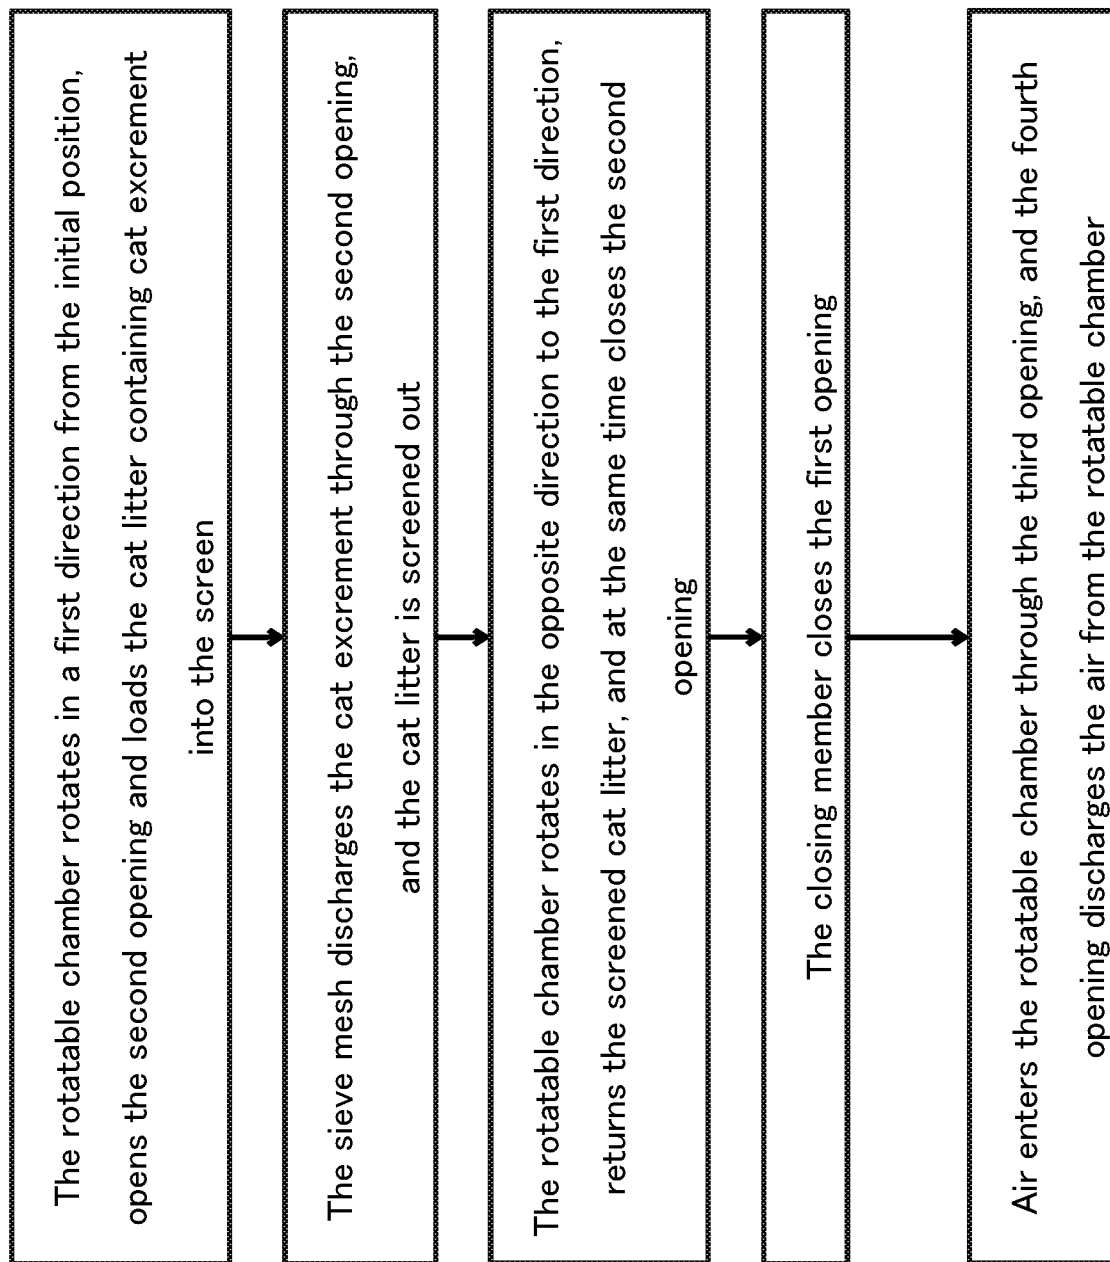 The rotatable chamber rotates in a first direction from the initial position,
opens the second opening and loads the cat litter containing cat excrement
into the screen
The sieve mesh discharges the cat excrement through the second opening,
and the cat litter is screened out
The rotatable chamber rotates in the opposite direction to the first direction,
returns the screened cat litter, and at the same time closes the second
opening
The closing member closes the first opening
Air enters the rotatable chamber through the third opening, and the fourth
opening discharges the air from the rotatable chamber